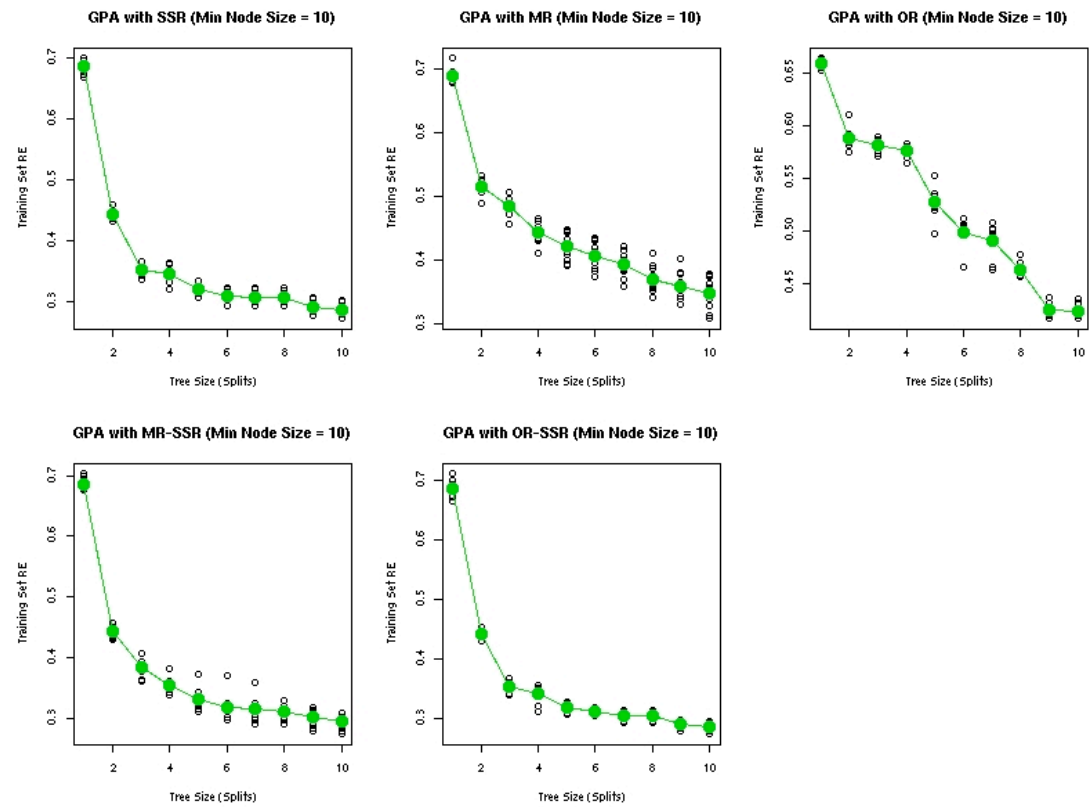 GPA with SSR (Min Node Size = 10)
GPA with MR (Min Node Size = 10)
GPA with OR (Min Node Size = 10)
Training Set RE
0.7
0.6
0.5
0.4
0.3
2 4 6 8 10
Tree Size (Splits)
Training Set RE
0.7
0.6
0.5
0.4
0.3
2 4 6 8 10
Tree Size (Splits)
Training Set RE
0.65
0.60
0.55
0.50
0.45
2 4 6 8 10
Tree Size (Splits)
GPA with MR-SSR (Min Node Size = 10)
GPA with OR-SSR (Min Node Size = 10)
Training Set RE
0.7
0.6
0.5
0.4
0.3
2 4 6 8 10
Tree Size (Splits)
Training Set RE
0.7
0.6
0.5
0.4
0.3
2 4 6 8 10
Tree Size (Splits)